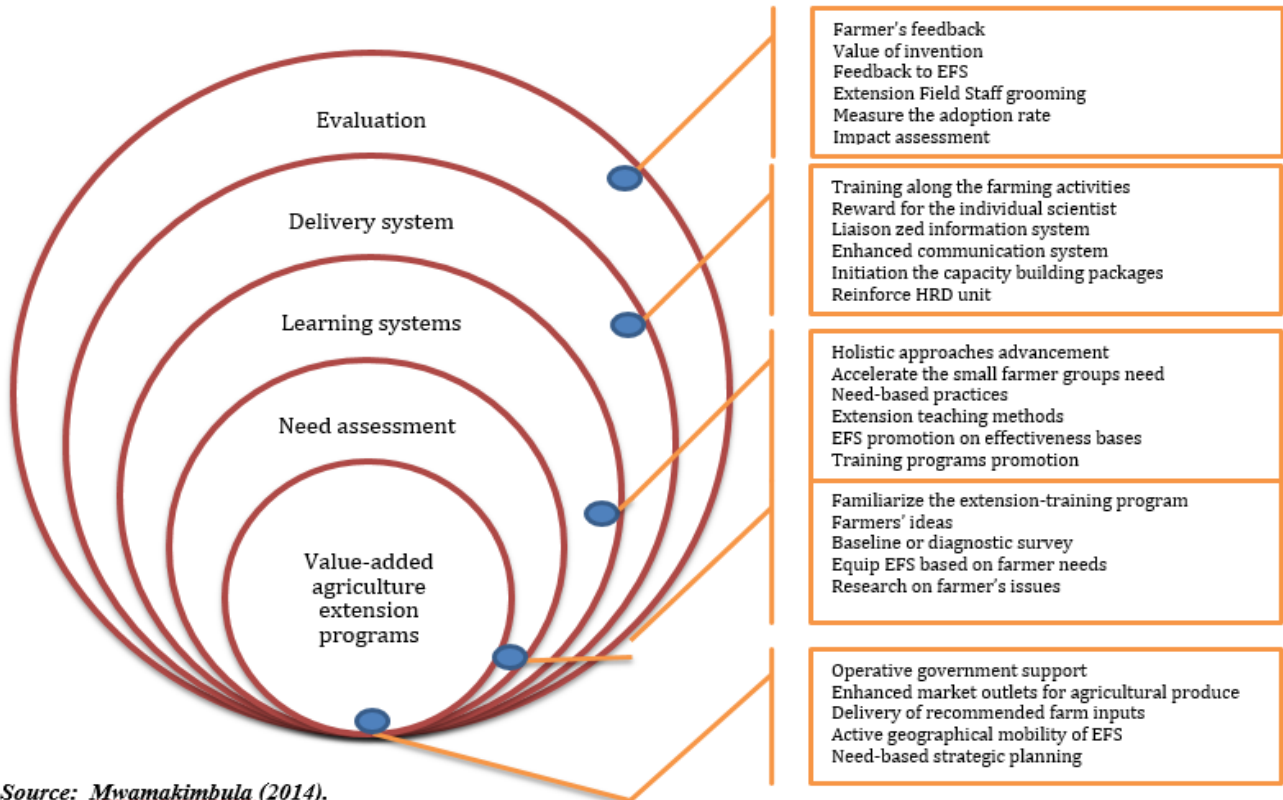 Evaluation
Delivery system
Learning systems
Need assessment
Value-added
agriculture
extension
programs
Farmer's feedback
Value of invention
Feedback to EFS
Extension Field Staff grooming
Measure the adoption rate
Impact assessment
Training along the farming activities
Reward for the individual scientist
Liaison zed information system
Enhanced communication system
Initiation the capacity building packages
Reinforce HRD unit
Holistic approaches advancement
Accelerate the small farmer groups need
Need-based practices
Extension teaching methods
EFS promotion on effectiveness bases
Training programs promotion
Familiarize the extension-training program
Farmers' ideas
Baseline or diagnostic survey
Equip EFS based on farmer needs
Research on farmer's issues
Operative government support
Enhanced market outlets for agricultural produce
Delivery of recommended farm inputs
Active geographical mobility of EFS
Need-based strategic planning
Source: Mwamakimbula (2014).